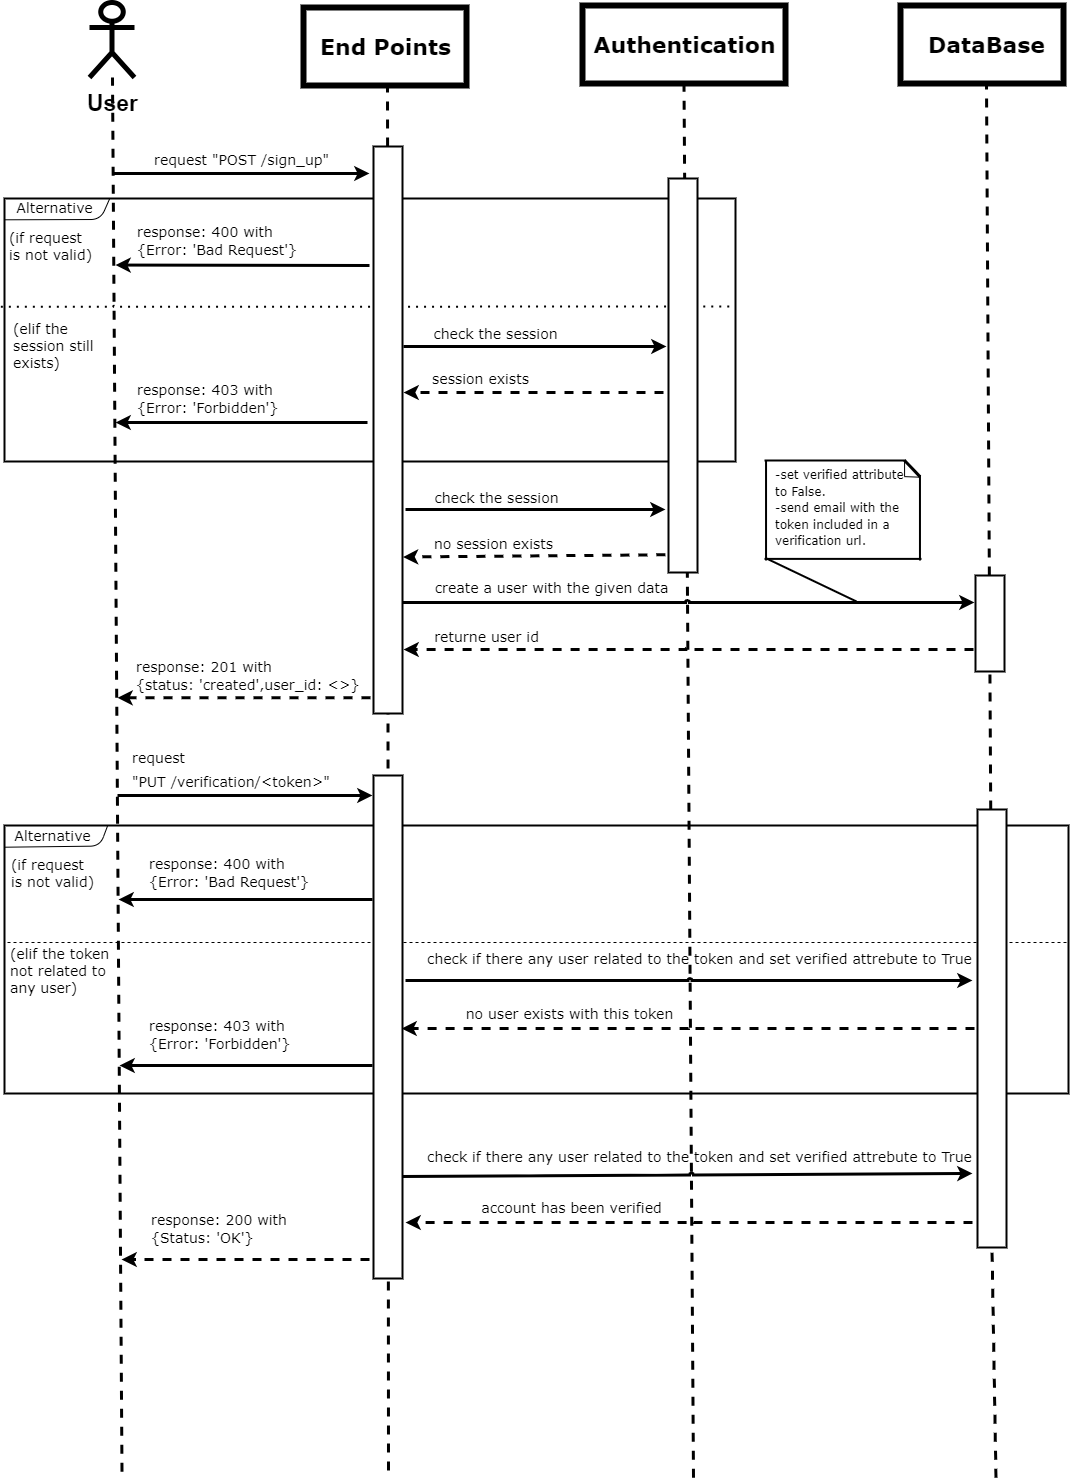 User
End Points
Authentication
DataBase
request "POST /sign_up"
Alternative
(if request
is not valid)
response: 400 with
{Error: 'Bad Request'}
(elif the
session still
exists)
check the session
session exists
response: 403 with
{Error: 'Forbidden'}
-set verified attribute
to False.
-send email with the
token included in a
verification url.
check the session
no session exists
create a user with the given data
returne user id
response: 201 with
{status: 'created',user_id: <>}
request
"PUT /verification/<token>"
Alternative
(if request
is not valid)
response: 400 with
{Error: 'Bad Request'}
(elif the token
not related to
any user)
check if there any user related to the token and set verified attrebute to True
no user exists with this token
response: 403 with
{Error: 'Forbidden'}
check if there any user related to the token and set verified attrebute to True
account has been verified
response: 200 with
{Status: 'OK'}